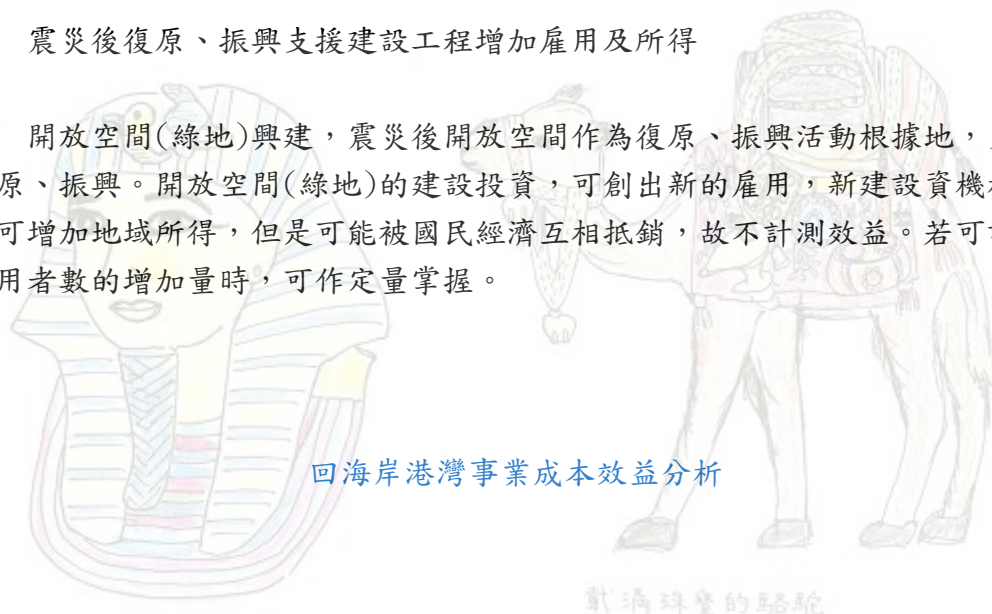 震災後復原、振興支援建設工程增加雇用及所得
開放空間(綠地)興建，震災後開放空間作為復原、振興活動根據地，
原、振興。開放空間(綠地)的建設投資，可創出新的雇用，新建設資機
可增加地域所得，但是可能被國民經濟互相抵銷，故不計測效益。若可
用者數的增加量時，可作定量掌握。
回海岸港灣事業成本效益分析
戴滿珠寶的駱駝